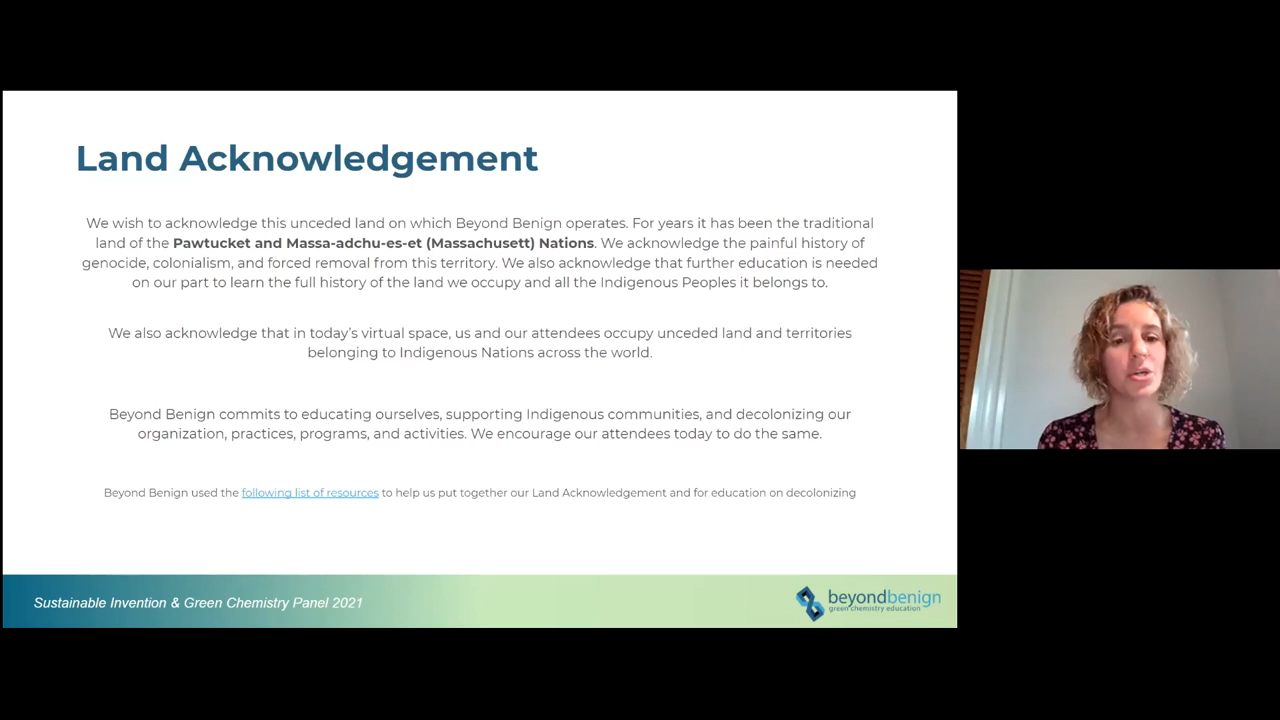 Land Acknowledgement
We wish to acknowledge this unceded land on which Beyond Benign operates. For years it has been the traditional
land of the Pawtucket and Massa-adchu-es-et (Massachusett) Nations. We acknowledge the painful history of
genocide, colonialism, and forced removal from this territory. We also acknowledge that further education is needed
on our part to learn the full history of the land we occupy and all the Indigenous Peoples it belongs to.
We also acknowledge that in today's virtual space, us and our attendees occupy unceded land and territories
belonging to Indigenous Nations across the world.
Beyond Benign commits to educating ourselves, supporting Indigenous communities, and decolonizing our
organization, practices, programs, and activities. We encourage our attendees today to do the same.
Beyond Benign used the following list of resources to help us put together our Land Acknowledgement and for education on decolonizing
Sustainable Invention & Green Chemistry Panel 2021
beyondbenign
green chemistry education